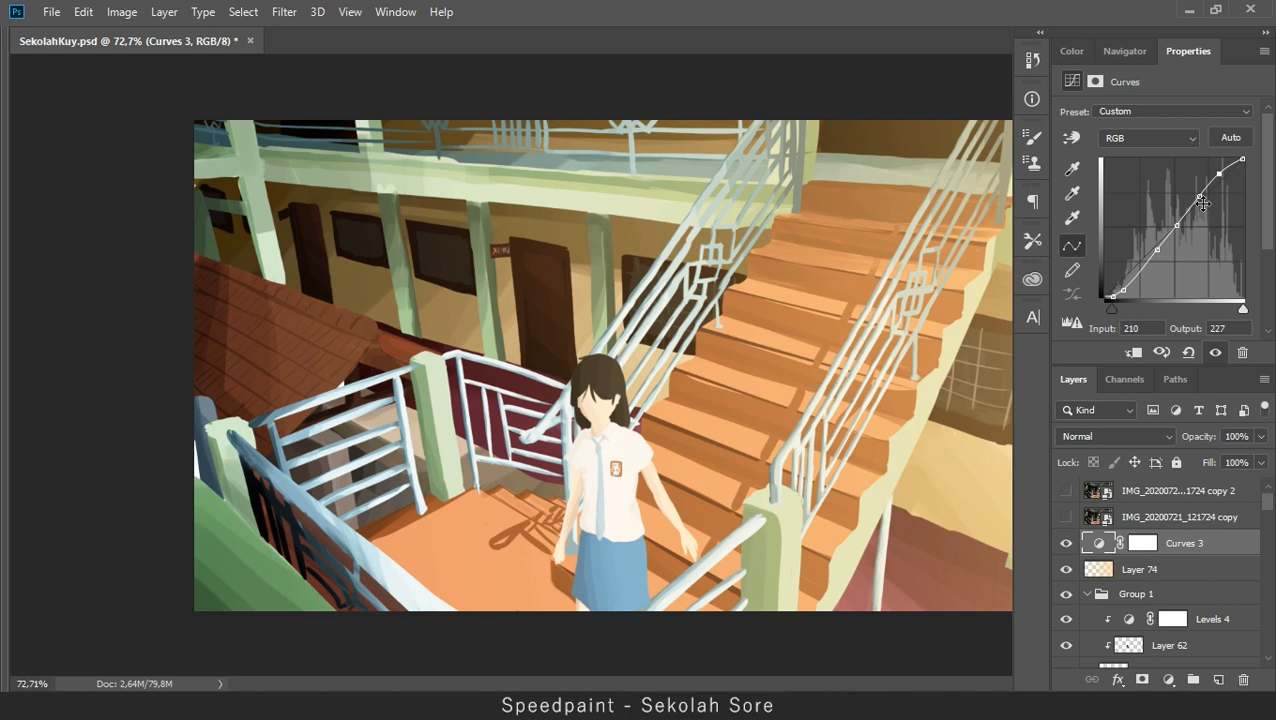 Ps File Edit Image Layer Type Select Filter 3D View Window Help
SekolahKuy.psd @ 72,7% (Curves 3, RGB/8) *
Color Navigator Properties
Curves
Preset: Custom
RGB Auto
Input: 210 Output: 227
Layers Channels Paths
Kind
Normal Opacity: 100%
Lock: Fill: 100%
IMG_2020072...1724 copy 2
IMG_20200721_121724 copy
Curves 3
Layer 74
Group 1
Levels 4
Layer 62
72,71% Doc: 2,64M/79,8M
Speedpaint - Sekolah Sore